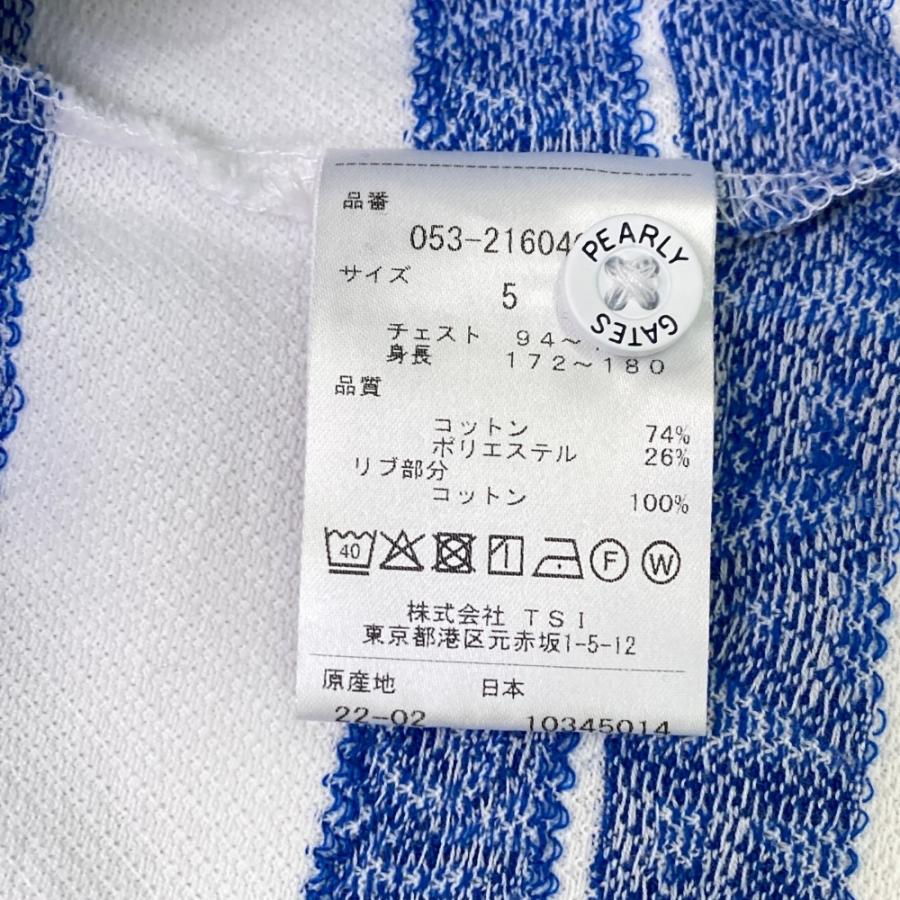 品番
053-21604
PEARLY
GATES
サイズ
5
チェスト 94～
身長 172～180
品質
コットン 74%
ポリエステル 26%
リブ部分
コットン 100%
40
F
W
株式会社 TSI
東京都港区元赤坂1-5-12
原産地 日本
22-02 10345014